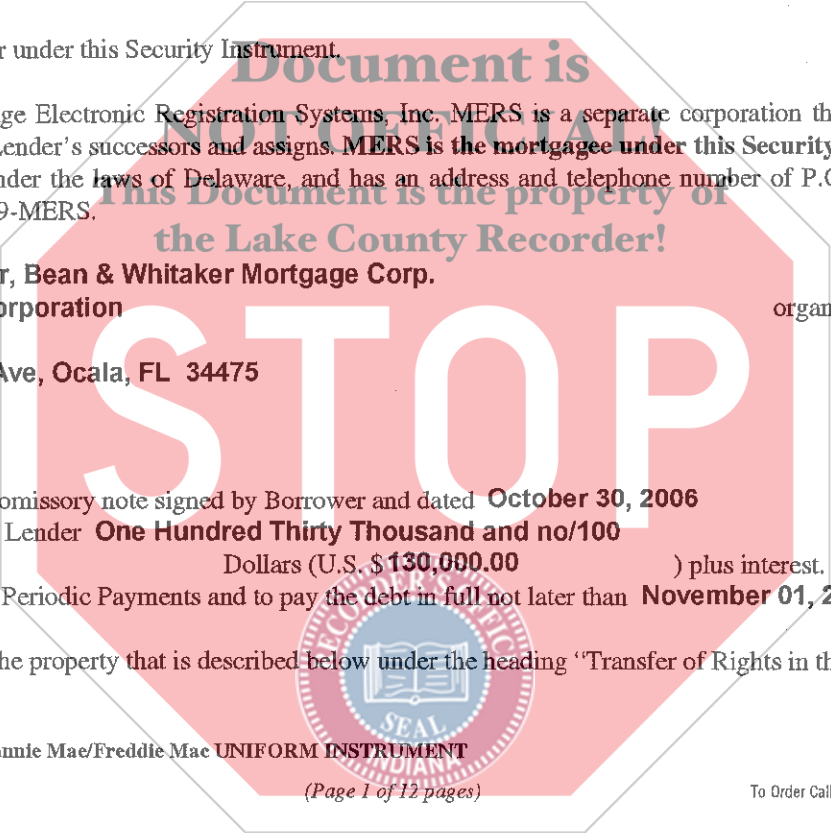 r under this Security Instrument.
Document is
ge Electronic Registration Systems, Inc. MERS is a separate corporation th
NOT OFFICIAL!
Lender's successors and assigns. MERS is the mortgagee under this Security
nder the laws of Delaware, and has an address and telephone number of P.O
This Document is the property of
9-MERS.
the Lake County Recorder!
r, Bean & Whitaker Mortgage Corp.
orporation organ
STOP
Ave, Ocala, FL 34475
omissory note signed by Borrower and dated October 30, 2006
Lender One Hundred Thirty Thousand and no/100
Dollars (U.S. $ 130,000.00 ) plus interest.
Periodic Payments and to pay the debt in full not later than November 01, 2
RECORDER'S OFFIC
he property that is described below under the heading "Transfer of Rights in th
SEAL
INDIANA
nnie Mae/Freddie Mac UNIFORM INSTRUMENT
(Page 1 of 12 pages) To Order Call